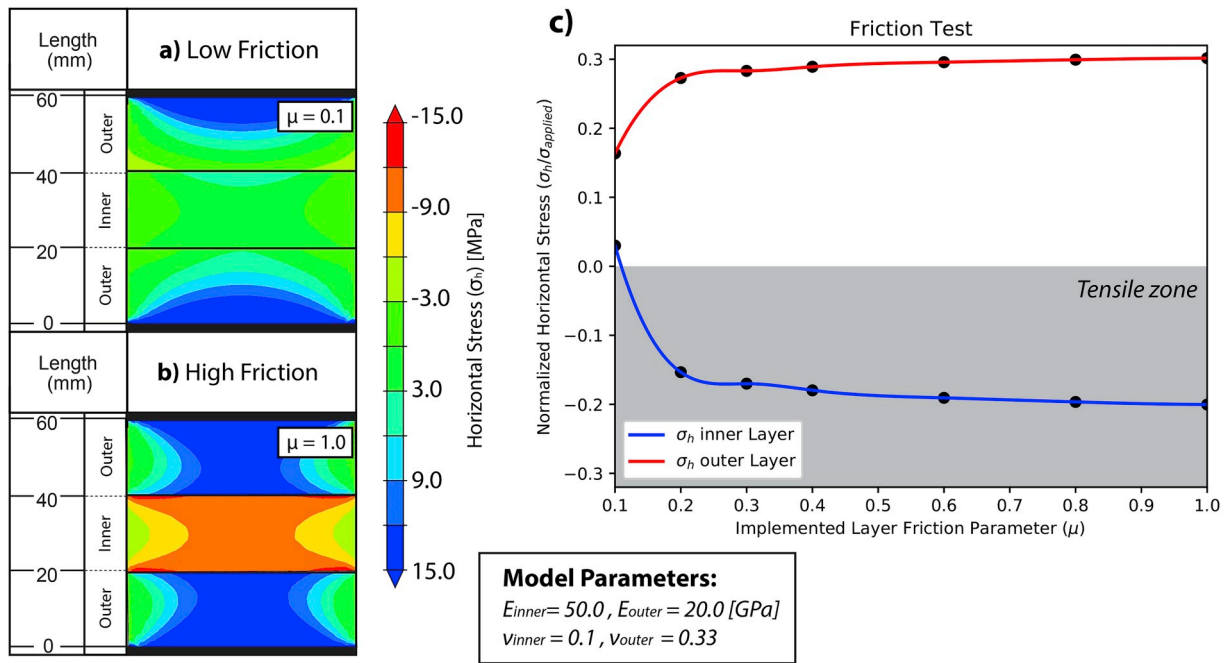 Length
(mm)
a) Low Friction
60
40
20
0
Outer
Inner
Outer
μ = 0.1
Length
(mm)
b) High Friction
60
40
20
0
Outer
Inner
Outer
μ = 1.0
-15.0
-9.0
-3.0
3.0
9.0
15.0
Horizontal Stress (σh) [MPa]
c)
Friction Test
Normalized Horizontal Stress (σh/σapplied)
0.3
0.2
0.1
0.0
−0.1
−0.2
−0.3
Tensile zone
σh inner Layer
σh outer Layer
0.1 0.2 0.3 0.4 0.5 0.6 0.7 0.8 0.9 1.0
Implemented Layer Friction Parameter (μ)
Model Parameters:
Einner= 50.0 , Eouter = 20.0 [GPa]
νinner = 0.1 , νouter = 0.33